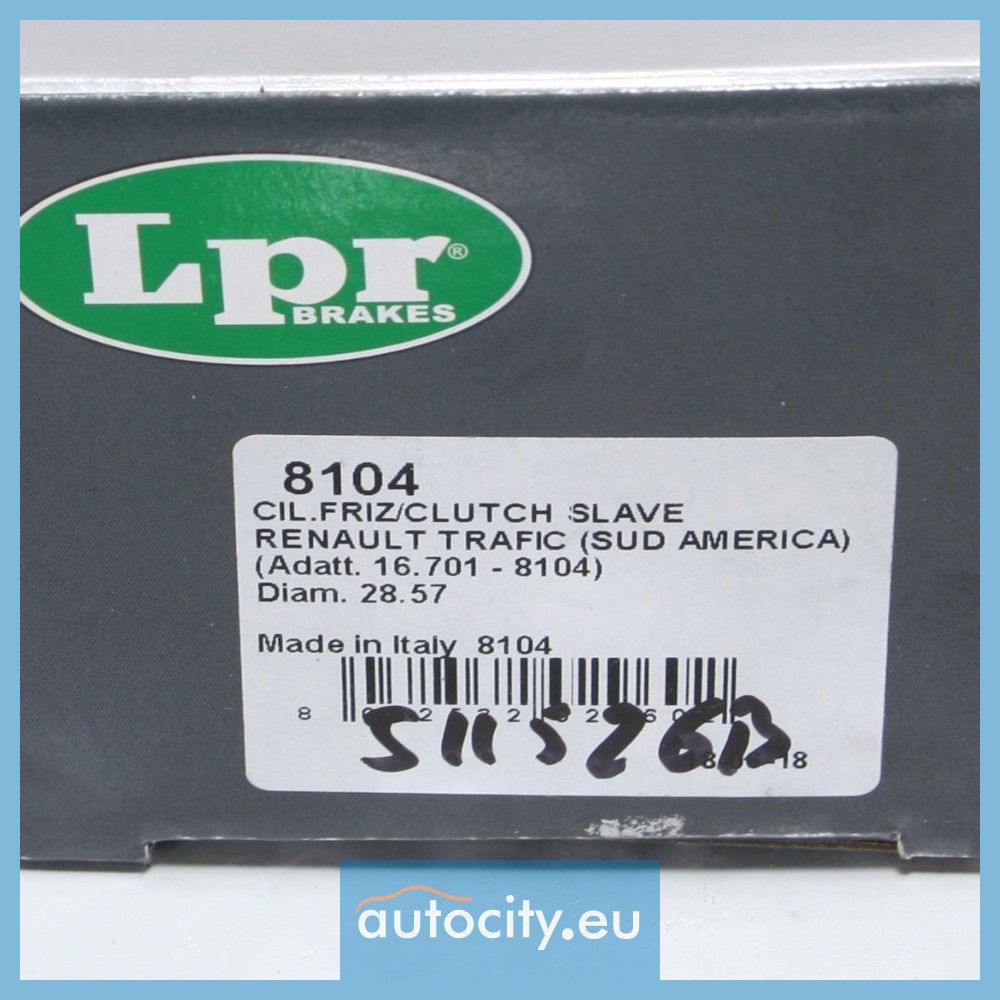 Lpr®
BRAKES
8104
CIL.FRIZ/CLUTCH SLAVE
RENAULT TRAFIC (SUD AMERICA)
(Adatt. 16.701 - 8104)
Diam. 28.57
Made in Italy 8104
autocity.eu